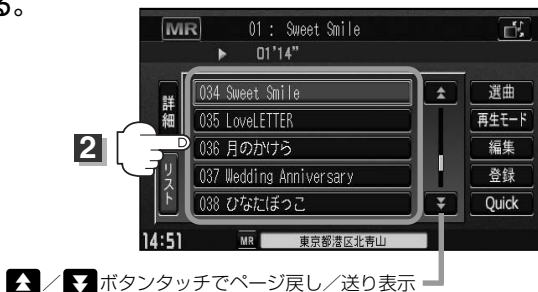 る。
MR 01 : Sweet Smile
▶ 01'14"
詳細
リスト
034 Sweet Smile
035 LoveLETTER
036 月のかけら
037 Wedding Anniversary
038 ひなたぼっこ
選曲
再生モード
編集
登録
Quick
2
14:51 MR 東京都港区北青山
／ボタンタッチでページ戻し／送り表示